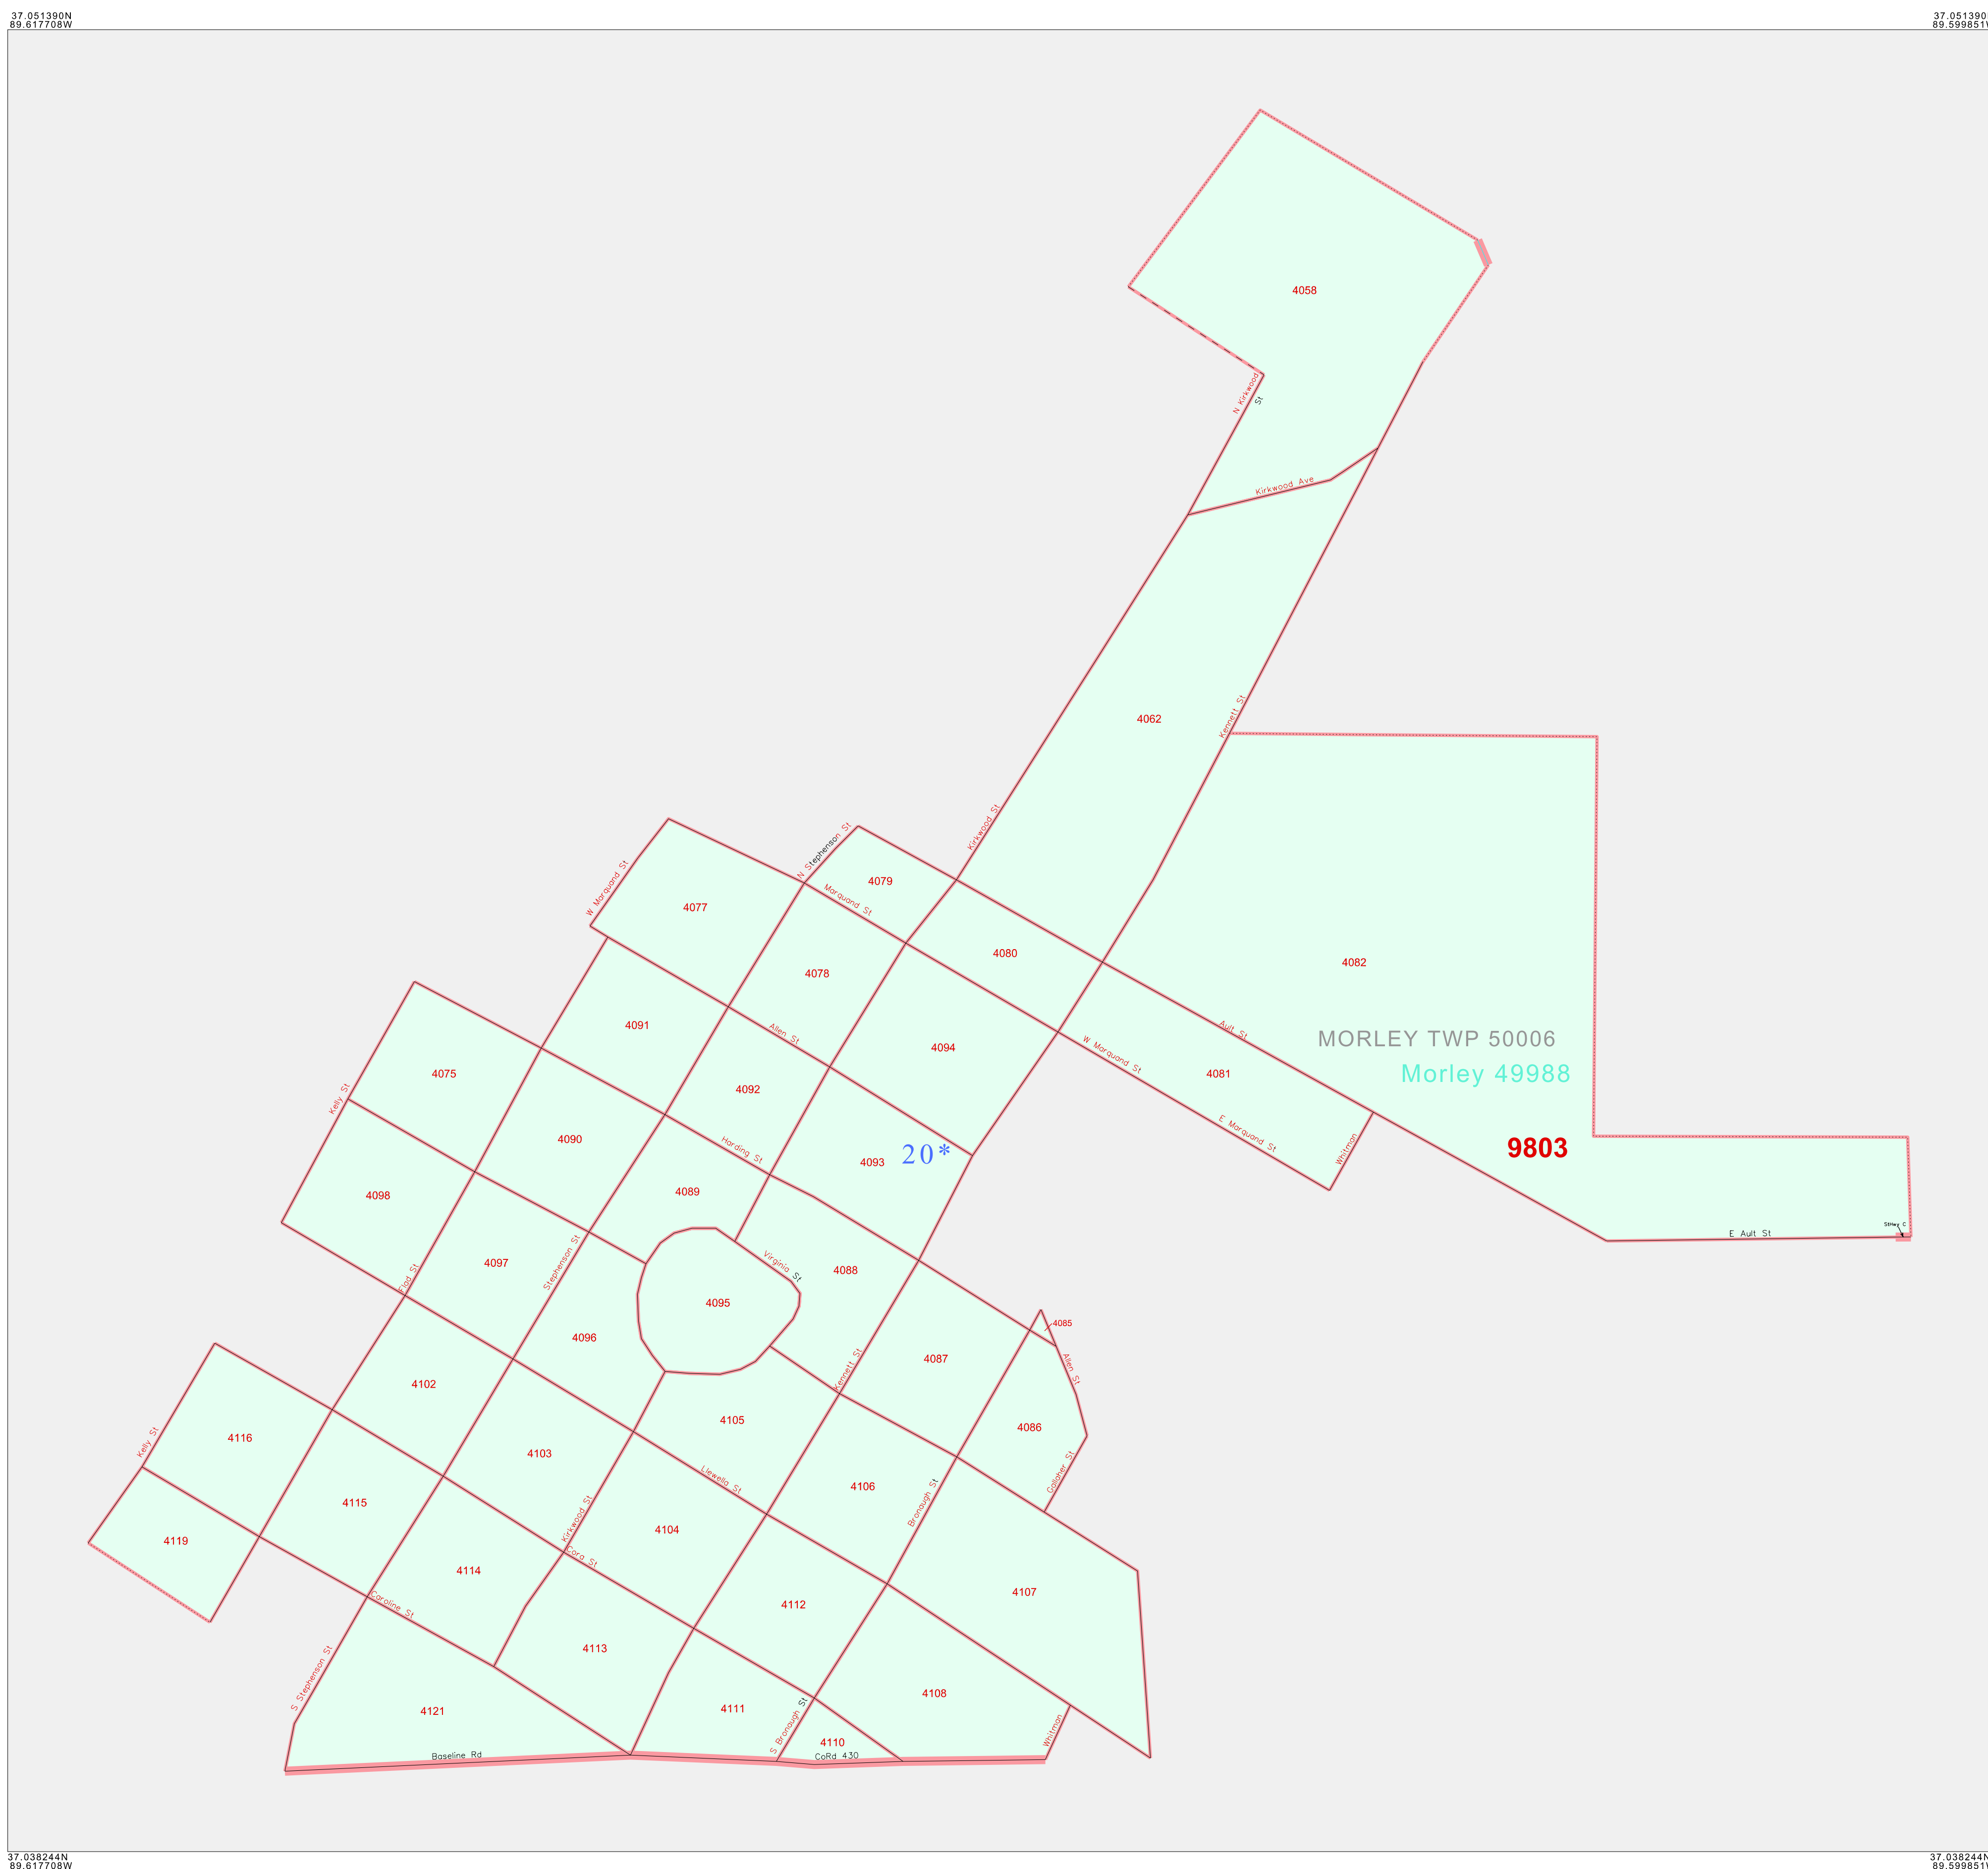 37.051390N
89.617708W
37.051390
89.599851W
4058
N Kirkwood
St
Kirkwood Ave
4062
Kennett St
Kirkwood St
N Stephenson St
W Marquand St
4079
Marquand St
4077
4080
4082
4078
4091
Allen St
Ault St
MORLEY TWP 50006
W Marquand St
4094
4081
Morley 49988
4075
4092
Kelly St
4090
Harding St
E Marquand St
Whitman
9803
20*
4093
4089
4098
StHwy C
E Ault St
Stephenson St
4097
Virginia St
4088
Elad St
4095
4085
4096
4087
Kennett St
Allen St
4102
4105
4086
4116
Kelly St
4103
Gallaher St
Llewella St
4106
Bronaugh St
4115
Kirkwood St
4104
4119
Cora St
4114
4107
Caroline St
4112
4113
S Stephenson St
4108
4121
4111
S Bronaugh St
Whitman
4110
Baseline Rd
CoRd 430
37.038244N
89.617708W
37.038244N
89.599851W